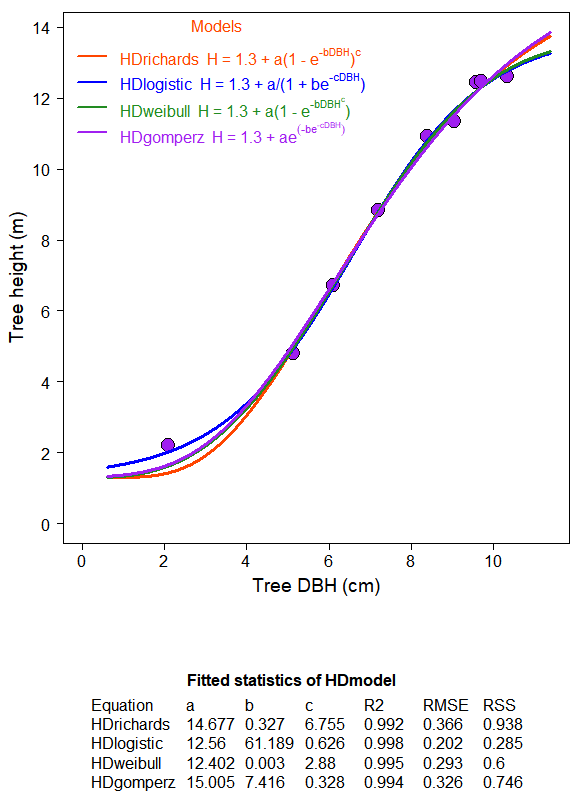 Models
HDrichards H = 1.3 + a(1 - e^-bDBH)^c
HDlogistic H = 1.3 + a/(1 + be^-cDBH)
HDweibull H = 1.3 + a(1 - e^-bDBH^c)
HDgomperz H = 1.3 + ae^(-be^-cDBH)
14
12
10
8
6
4
2
0
Tree height (m)
0 2 4 6 8 10
Tree DBH (cm)
Fitted statistics of HDmodel
Equation a b c R2 RMSE RSS
HDrichards 14.677 0.327 6.755 0.992 0.366 0.938
HDlogistic 12.56 61.189 0.626 0.998 0.202 0.285
HDweibull 12.402 0.003 2.88 0.995 0.293 0.6
HDgomperz 15.005 7.416 0.328 0.994 0.326 0.746